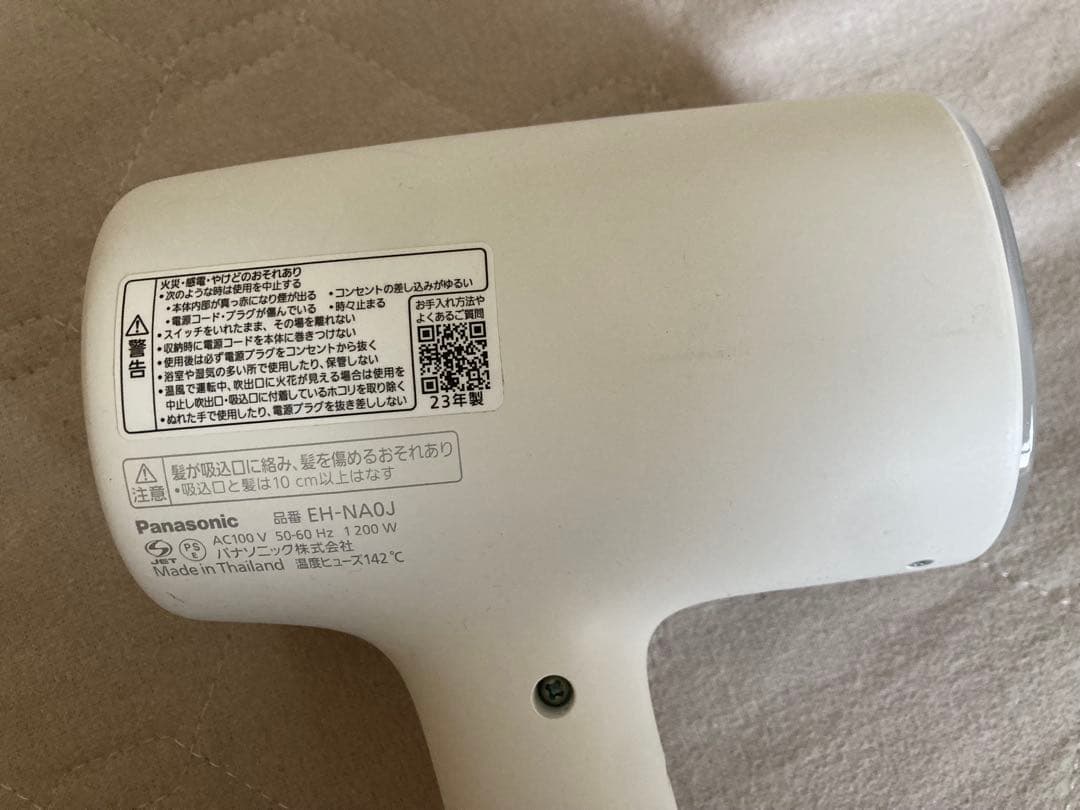 警告
火災・感電・やけどのおそれあり
・次のような時は使用を中止する
・本体内部が真っ赤になり煙が出る ・コンセントの差し込みがゆるい
・電源コード・プラグが傷んでいる ・時々止まる
・スイッチをいれたまま、その場を離れない
・収納時に電源コードを本体に巻きつけない
・使用後は必ず電源プラグをコンセントから抜く
・浴室や湿気の多い所で使用したり、保管しない
・温風で運転中、吹出口に火花が見える場合は使用を
中止し吹出口・吸込口に付着しているホコリを取り除く
・ぬれた手で使用したり、電源プラグを抜き差ししない
お手入れ方法や
よくあるご質問
23年製
注意
髪が吸込口に絡み、髪を傷めるおそれあり
・吸込口と髪は10 cm以上はなす
Panasonic 品番 EH-NA0J
AC100 V 50-60 Hz 1 200 W
JET PS E パナソニック株式会社
Made in Thailand 温度ヒューズ142℃